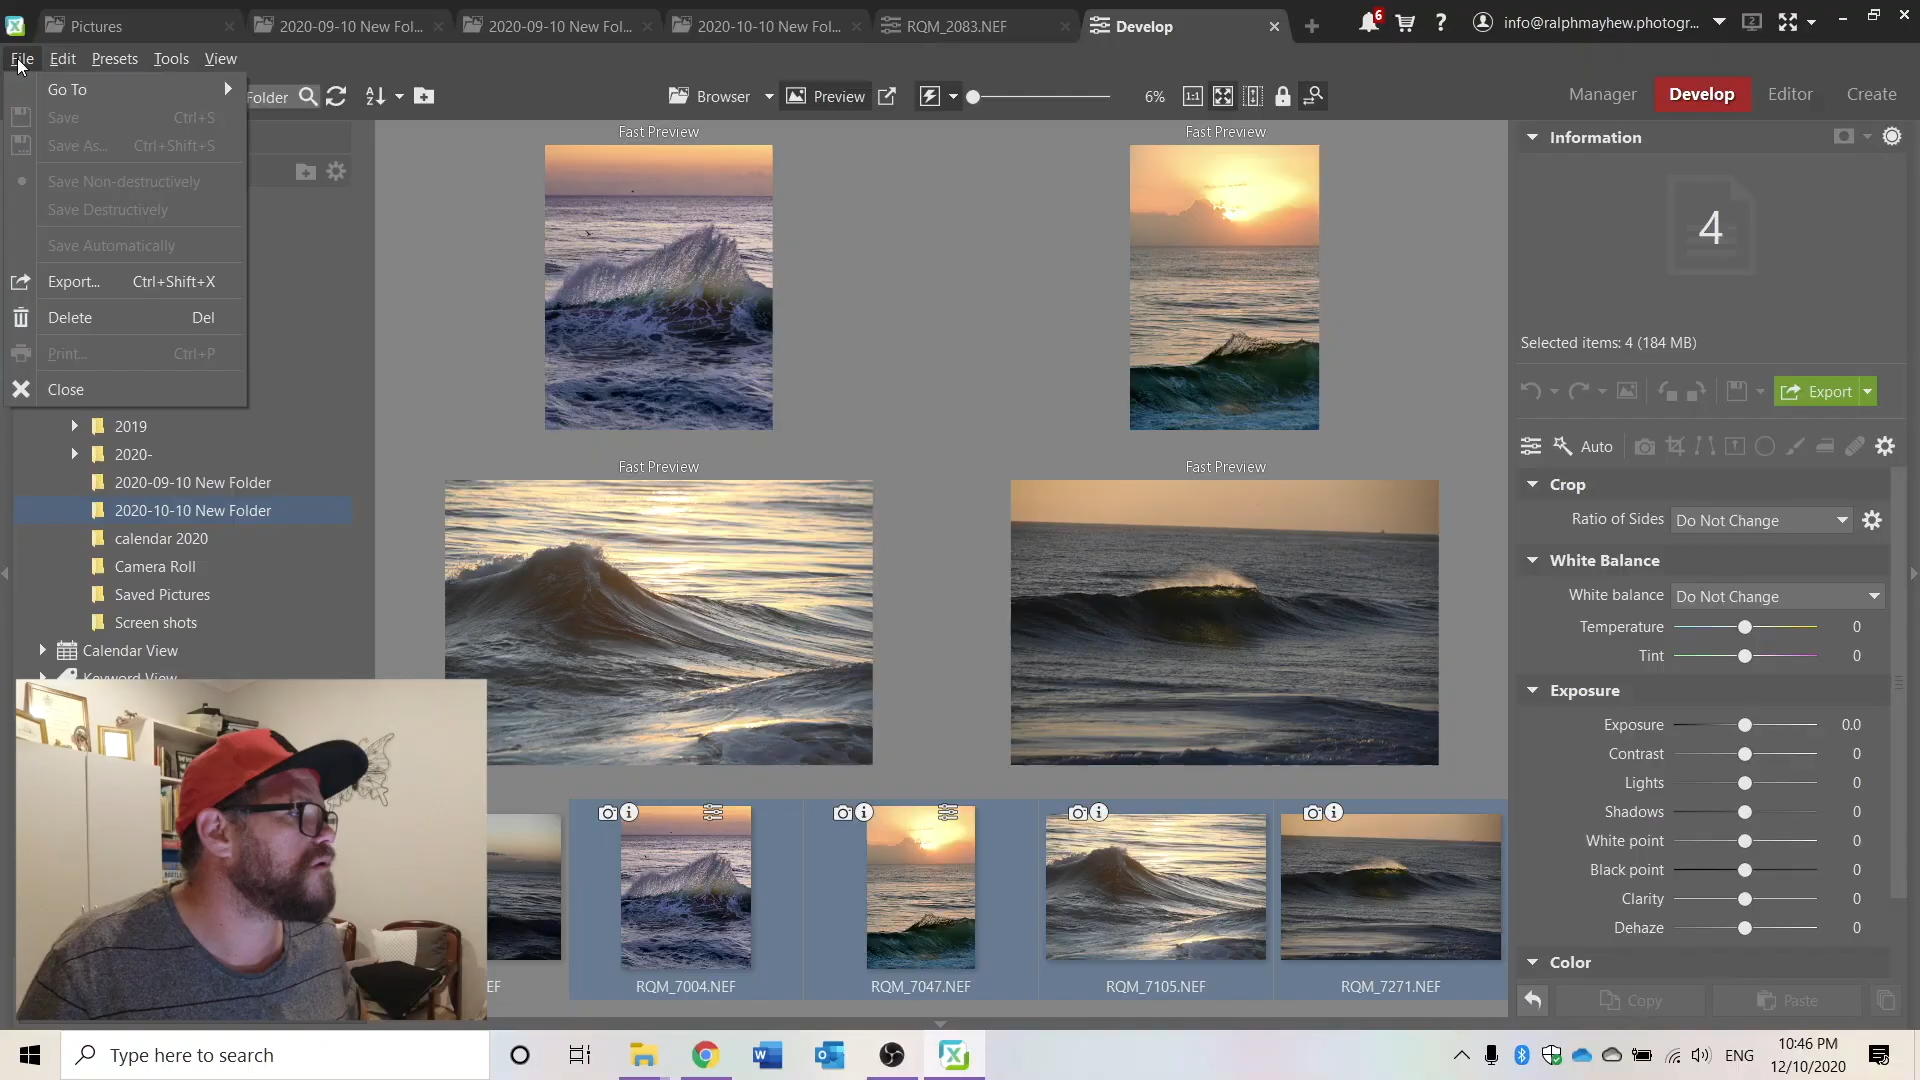 Pictures
2020-09-10 New Fol...
2020-09-10 New Fol...
2020-10-10 New Fol...
RQM_2083.NEF
Develop
6
info@ralphmayhew.photogr...
2
File Edit Presets Tools View
Go To
Save Ctrl+S
Save As... Ctrl+Shift+S
Save Non-destructively
Save Destructively
Save Automatically
Export... Ctrl+Shift+X
Delete Del
Print... Ctrl+P
Close
Folder
Browser
Preview
6%
1:1
Manager Develop Editor Create
Fast Preview
Fast Preview
Fast Preview
Fast Preview
2019
2020-
2020-09-10 New Folder
2020-10-10 New Folder
calendar 2020
Camera Roll
Saved Pictures
Screen shots
Calendar View
Keyword View
EF
RQM_7004.NEF
RQM_7047.NEF
RQM_7105.NEF
RQM_7271.NEF
Information
4
Selected items: 4 (184 MB)
Export
Auto
Crop
Ratio of Sides Do Not Change
White Balance
White balance Do Not Change
Temperature 0
Tint 0
Exposure
Exposure 0.0
Contrast 0
Lights 0
Shadows 0
White point 0
Black point 0
Clarity 0
Dehaze 0
Color
Copy
Paste
Type here to search
ENG
10:46 PM
12/10/2020